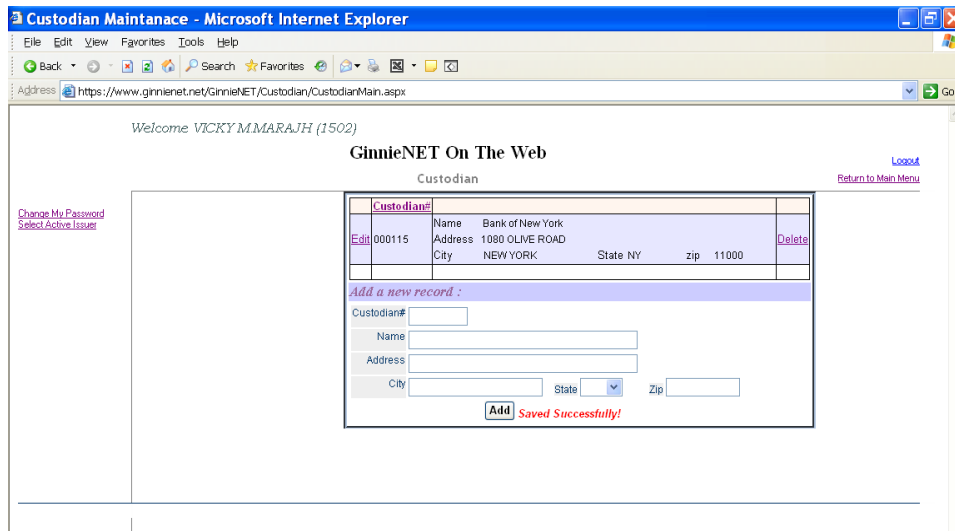 Custodian Maintanace - Microsoft Internet Explorer
File Edit View Favorites Tools Help
Back Search Favorites
Address https://www.ginnienet.net/GinnieNET/Custodian/CustodianMain.aspx Go
Welcome VICKY M.MARAJH (1502)
GinnieNET On The Web
Logout
Custodian
Return to Main Menu
Change My Password
Select Active Issuer
Custodian#
Name Bank of New York
Edit 000115 Address 1080 OLIVE ROAD Delete
City NEW YORK State NY zip 11000
Add a new record :
Custodian#
Name
Address
City State Zip
Add Saved Successfully!